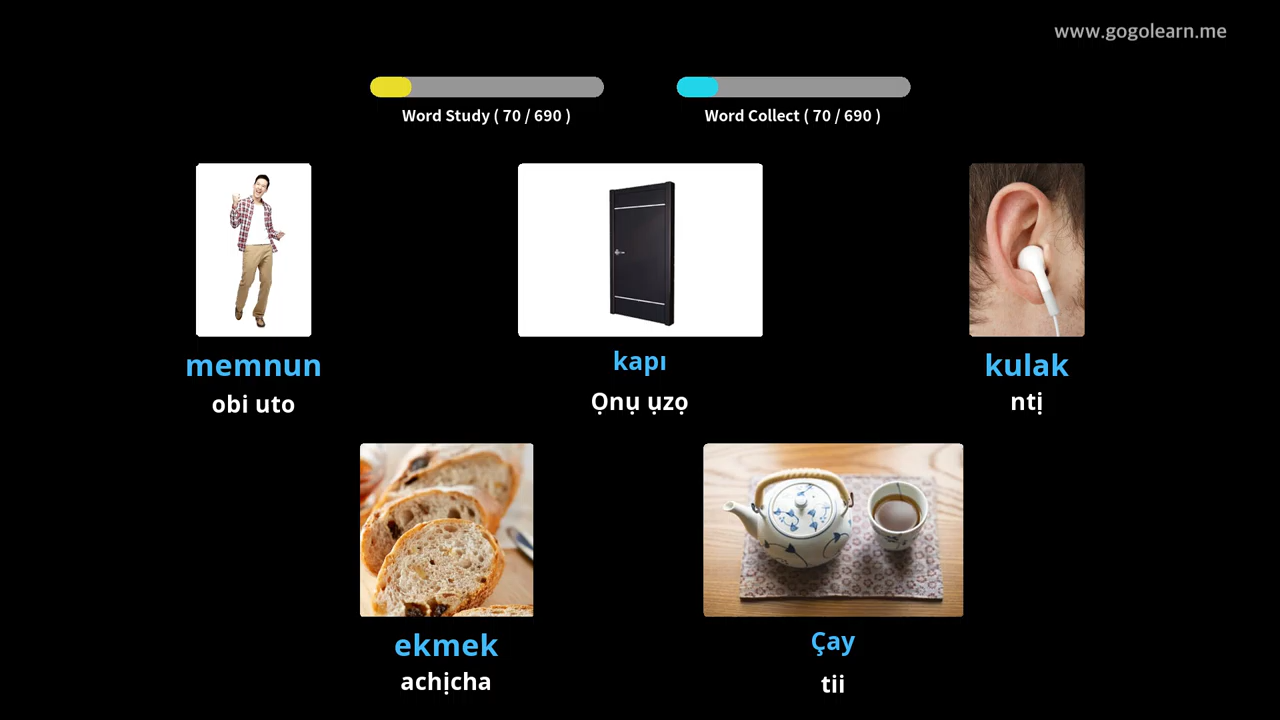 www.gogolearn.me
Word Study ( 70 / 690 )
Word Collect ( 70 / 690 )
memnun
obi uto
kapı
Ọnụ ụzọ
kulak
ntị
ekmek
achịcha
Çay
tii